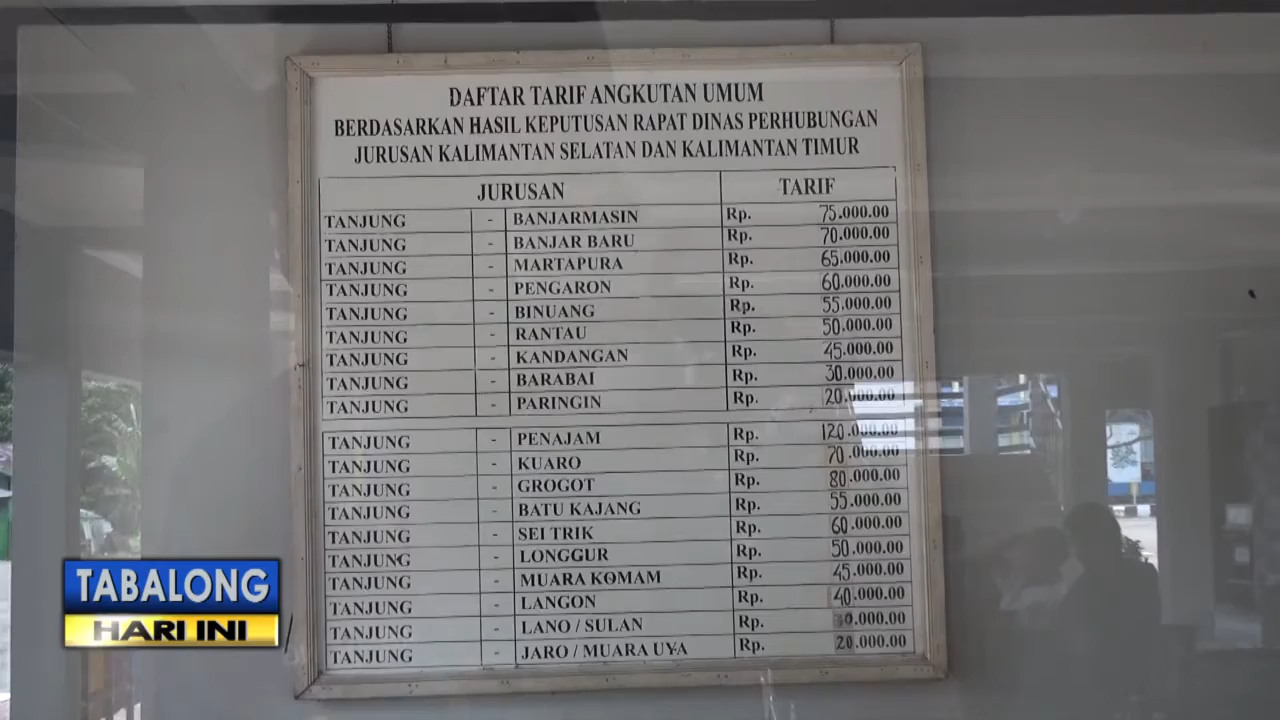 DAFTAR TARIF ANGKUTAN UMUM
BERDASARKAN HASIL KEPUTUSAN RAPAT DINAS PERHUBUNGAN
JURUSAN KALIMANTAN SELATAN DAN KALIMANTAN TIMUR
JURUSAN TARIF
TANJUNG - BANJARMASIN Rp. 75.000.00
TANJUNG - BANJAR BARU Rp. 70.000.00
TANJUNG - MARTAPURA Rp. 65.000.00
TANJUNG - PENGARON Rp. 60.000.00
TANJUNG - BINUANG Rp. 55.000.00
TANJUNG - RANTAU Rp. 50.000.00
TANJUNG - KANDANGAN Rp. 45.000.00
TANJUNG - BARABAI Rp. 30.000.00
TANJUNG - PARINGIN Rp. 20.000.00
TANJUNG - PENAJAM Rp. 120.000.00
TANJUNG - KUARO Rp. 70.000.00
TANJUNG - GROGOT Rp. 80.000.00
TANJUNG - BATU KAJANG Rp. 55.000.00
TANJUNG - SEI TRIK Rp. 60.000.00
TANJUNG - LONGGUR Rp. 50.000.00
TANJUNG - MUARA KOMAM Rp. 45.000.00
TANJUNG - LANGON Rp. 40.000.00
TANJUNG - LANO / SULAN Rp.
TANJUNG - JARO / MUARA UYA Rp. 20.000.00
TABALONG
HARI INI